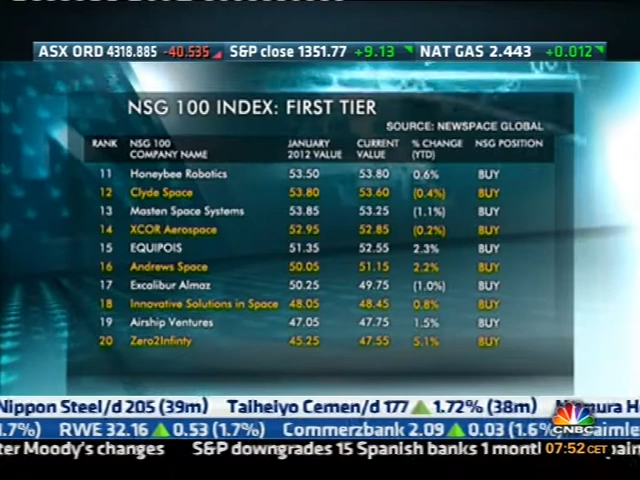 ASX ORD 4318.885 -40.535 S&P close 1351.77 +9.13 NAT GAS 2.443 +0.012
NSG 100 INDEX: FIRST TIER
SOURCE: NEWSPACE GLOBAL
RANK NSG 100 COMPANY NAME JANUARY 2012 VALUE CURRENT VALUE % CHANGE (YTD) NSG POSITION
11 Honeybee Robotics 53.50 53.80 0.6% BUY
12 Clyde Space 53.80 53.60 (0.4%) BUY
13 Masten Space Systems 53.85 53.25 (1.1%) BUY
14 XCOR Aerospace 52.95 52.85 (0.2%) BUY
15 EQUIPOIS 51.35 52.55 2.3% BUY
16 Andrews Space 50.05 51.15 2.2% BUY
17 Excalibur Almaz 50.25 49.75 (1.0%) BUY
18 Innovative Solutions in Space 48.05 48.45 0.8% BUY
19 Airship Ventures 47.05 47.75 1.5% BUY
20 Zero2Infinty 45.25 47.55 5.1% BUY
Nippon Steel/d 205 (39m) Taiheiyo Cemen/d 177 1.72% (38m)
.7%) RWE 32.16 0.53 (1.7%) Commerzbank 2.09 0.03 (1.6%
CNBC
ter Moody's changes S&P downgrades 15 Spanish banks 1 mont 07:52 CET